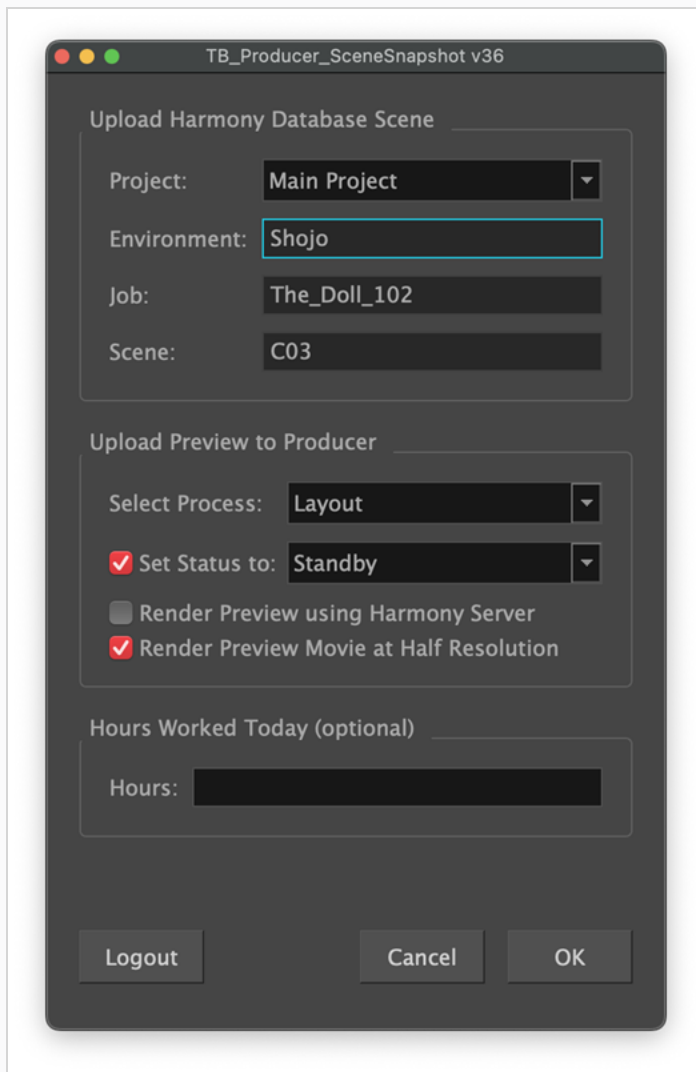 TB_Producer_SceneSnapshot v36
Upload Harmony Database Scene
Project: Main Project
Environment: Shojo
Job: The_Doll_102
Scene: C03
Upload Preview to Producer
Select Process: Layout
Set Status to: Standby
Render Preview using Harmony Server
Render Preview Movie at Half Resolution
Hours Worked Today (optional)
Hours:
Logout Cancel OK